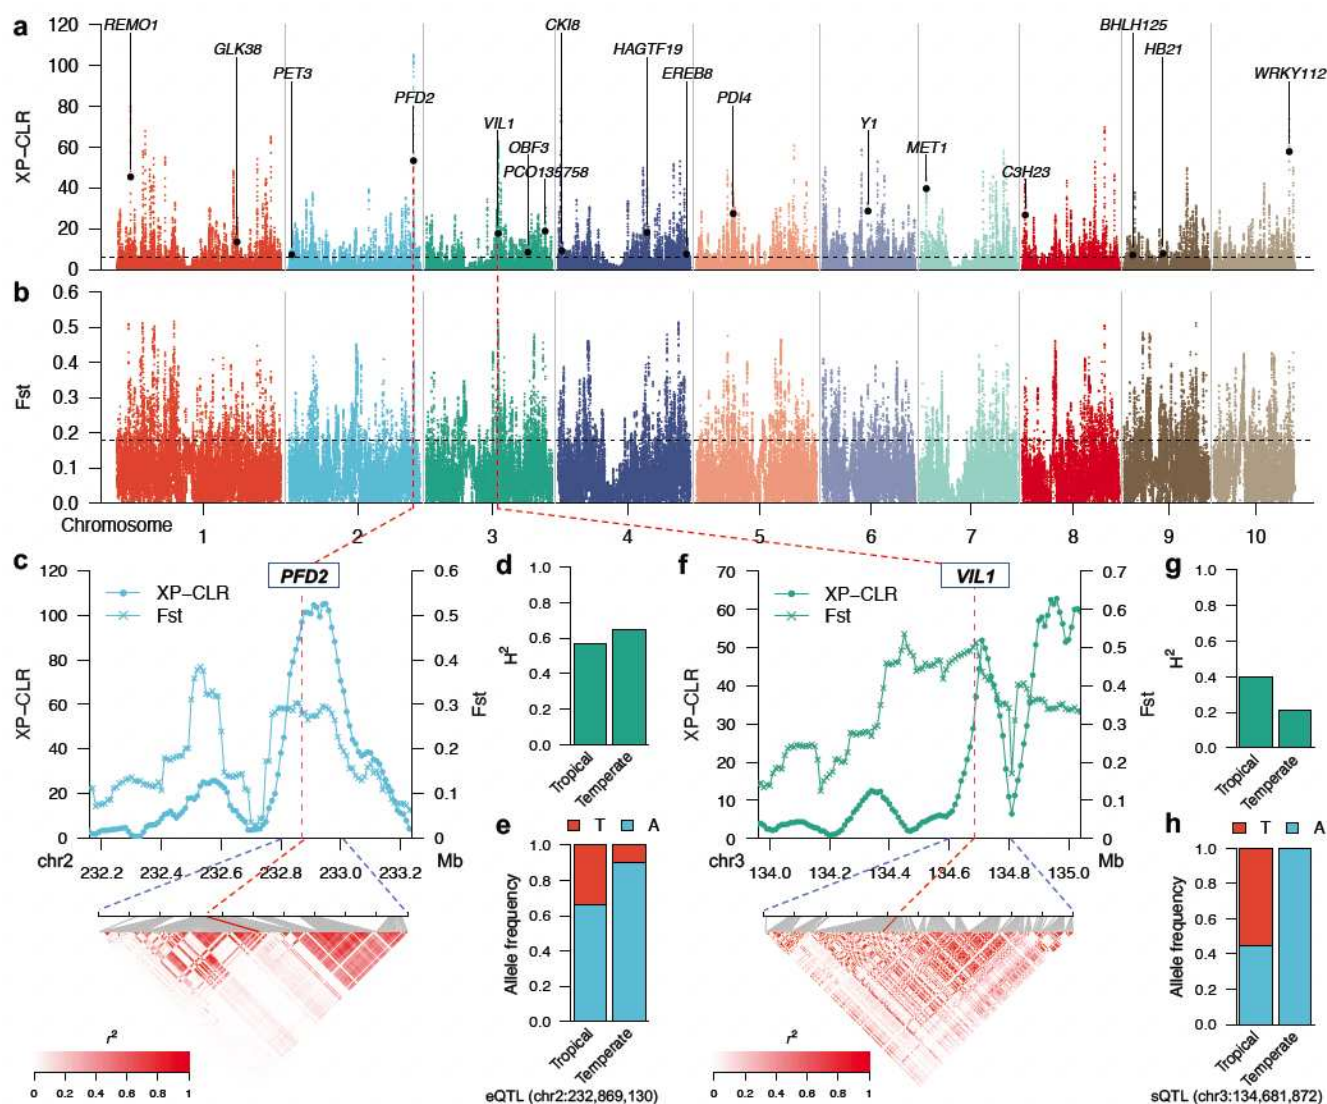 a
120
100
80
60
40
20
0
XP-CLR
REMO1
GLK38
PET3
PFD2
VIL1
OBF3
PCO135758
CKI8
HAGTF19
EREB8
PDI4
Y1
MET1
C3H23
BHLH125
HB21
WRKY112
b
0.6
0.5
0.4
0.3
0.2
0.1
0.0
Fst
Chromosome
1 2 3 4 5 6 7 8 9 10
c
PFD2
XP-CLR
Fst
120
100
80
60
40
20
0
XP-CLR
0.6
0.5
0.4
0.3
0.2
0.1
0
Fst
chr2
Mb
232.2 232.4 232.6 232.8 233.0 233.2
r²
0 0.2 0.4 0.6 0.8 1
d
1.0
0.8
0.6
0.4
0.2
0.0
H²
Tropical
Temperate
e
T A
1.0
0.8
0.6
0.4
0.2
0.0
Allele frequency
Tropical
Temperate
eQTL (chr2:232,869,130)
f
VIL1
XP-CLR
Fst
70
60
50
40
30
20
10
0
XP-CLR
0.7
0.6
0.5
0.4
0.3
0.2
0.1
0
Fst
chr3
Mb
134.0 134.2 134.4 134.6 134.8 135.0
r²
0 0.2 0.4 0.6 0.8 1
g
1.0
0.8
0.6
0.4
0.2
0.0
H²
Tropical
Temperate
h
T A
1.0
0.8
0.6
0.4
0.2
0.0
Allele frequency
Tropical
Temperate
sQTL (chr3:134,681,872)